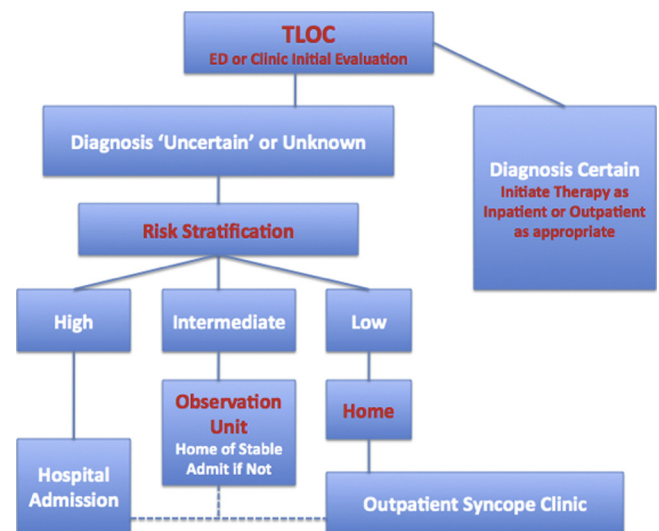 TLOC
ED or Clinic Initial Evaluation
Diagnosis ‘Uncertain’ or Unknown
Diagnosis Certain
Initiate Therapy as
Inpatient or Outpatient
as appropriate
Risk Stratification
High
Intermediate
Low
Observation
Unit
Home of Stable
Admit if Not
Home
Hospital
Admission
Outpatient Syncope Clinic